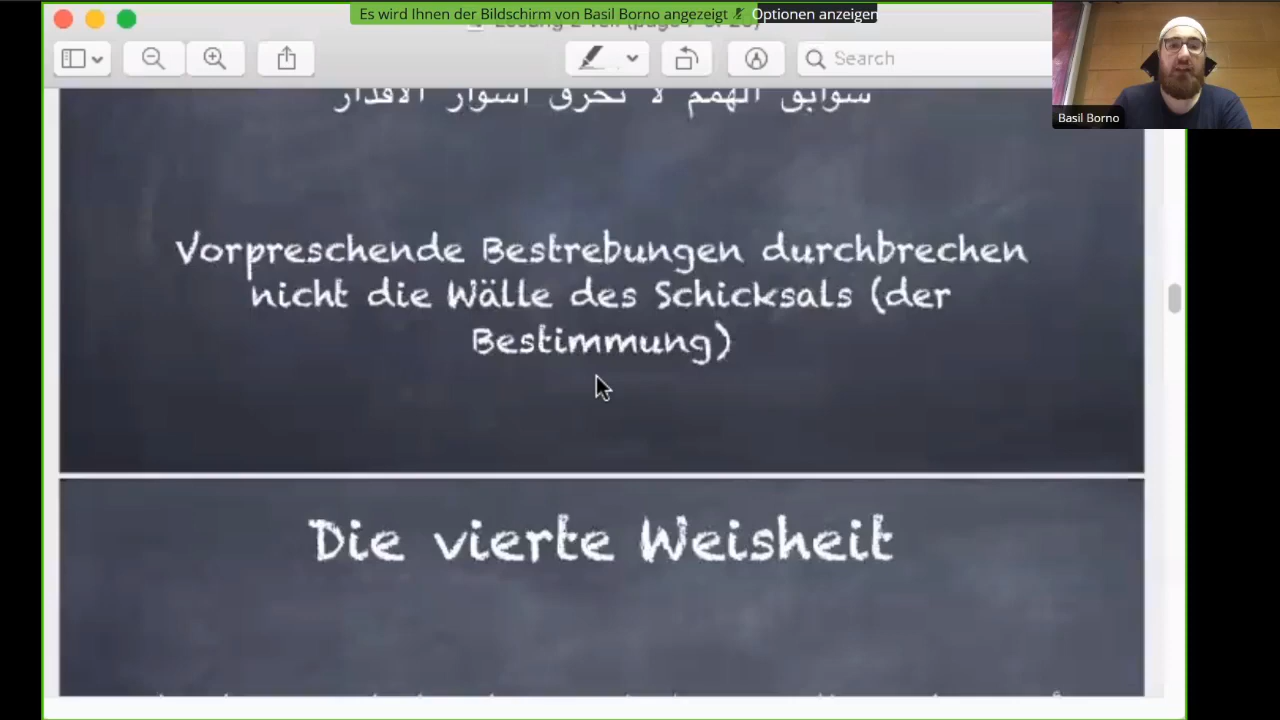 Es wird Ihnen der Bildschirm von Basil Borno angezeigt
Optionen anzeigen
Search
Basil Borno
سوابق الهمم لا تخرق أسوار الأقدار
Vorpreschende Bestrebungen durchbrechen
nicht die Wälle des Schicksals (der
Bestimmung)
Die vierte Weisheit